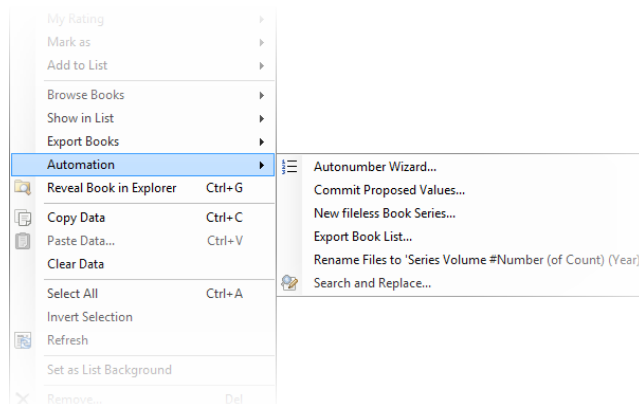 My Rating
Mark as
Add to List
Browse Books
Show in List
Export Books
Automation
Reveal Book in Explorer Ctrl+G
Copy Data Ctrl+C
Paste Data... Ctrl+V
Clear Data
Select All Ctrl+A
Invert Selection
Refresh
Set as List Background
Remove... Del
Autonumber Wizard...
Commit Proposed Values...
New fileless Book Series...
Export Book List...
Rename Files to 'Series Volume #Number (of Count) (Year)
Search and Replace...